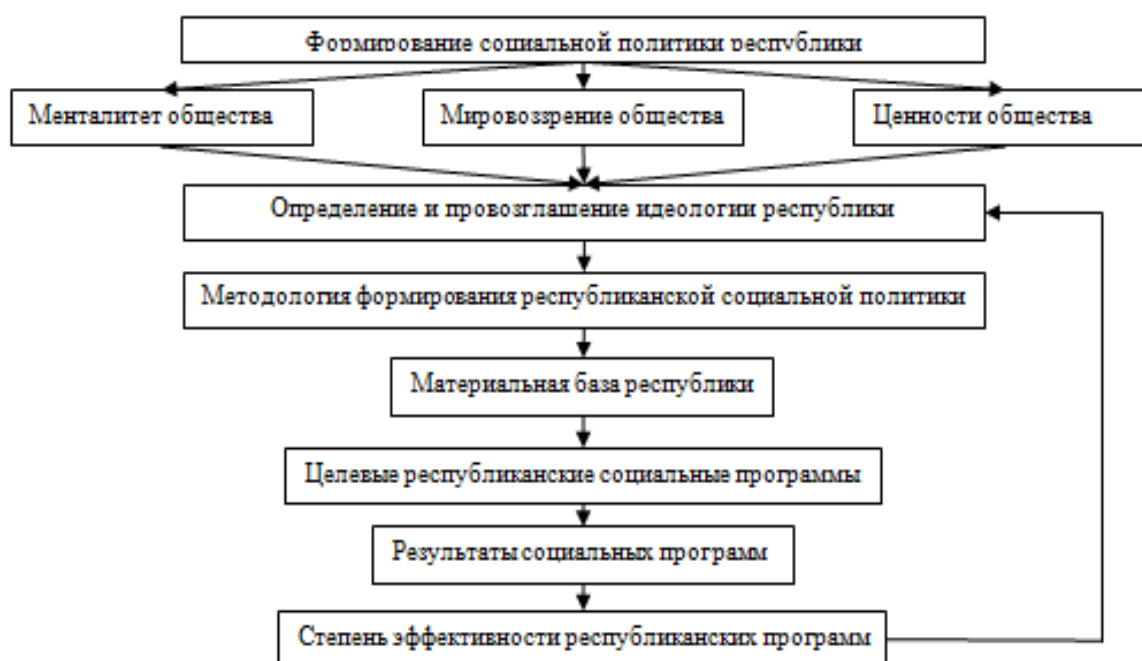 Формирование социальной политики республики
Менталитет общества
Мировоззрение общества
Ценности общества
Определение и провозглашение идеологии республики
Методология формирования республиканской социальной политики
Материальная база республики
Целевые республиканские социальные программы
Результаты социальных программ
Степень эффективности республиканских программ